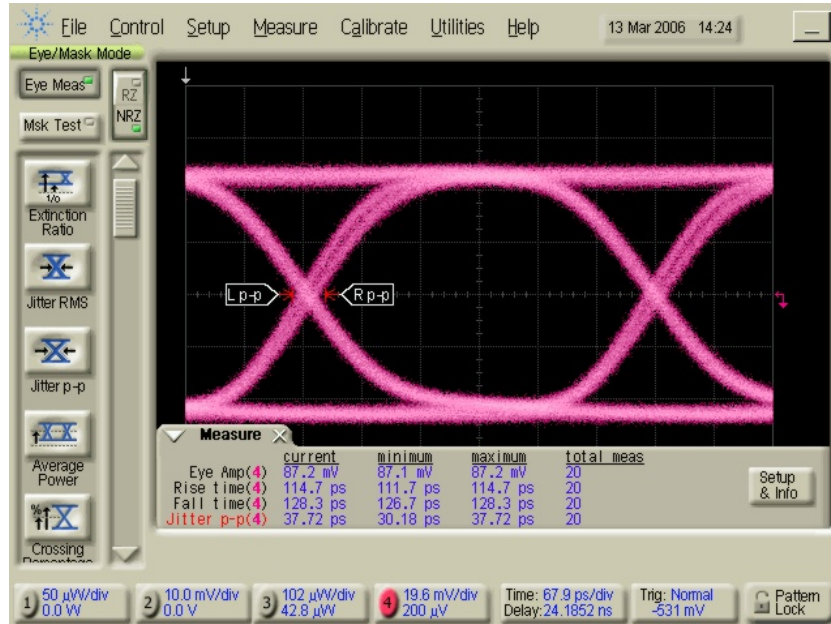 File Control Setup Measure Calibrate Utilities Help 13 Mar 2006 14:24
Eye/Mask Mode
Eye Meas
RZ
NRZ
Msk Test
1/0
Extinction
Ratio
Jitter RMS
L p-p R p-p
Jitter p-p
Average
Power
%
Crossing
Measure
current minimum maximum total meas
Eye Amp(4) 87.2 mV 87.1 mV 87.2 mV 20
Rise time(4) 114.7 ps 111.7 ps 114.7 ps 20
Fall time(4) 128.3 ps 126.7 ps 128.3 ps 20
Jitter p-p(4) 37.72 ps 30.18 ps 37.72 ps 20
Setup
& Info
1 50 µW/div
0.0 W
2 10.0 mV/div
0.0 V
3 102 µW/div
42.8 µW
4 19.6 mV/div
200 µV
Time: 67.9 ps/div
Delay:24.1852 ns
Trig: Normal
-531 mV
Pattern
Lock